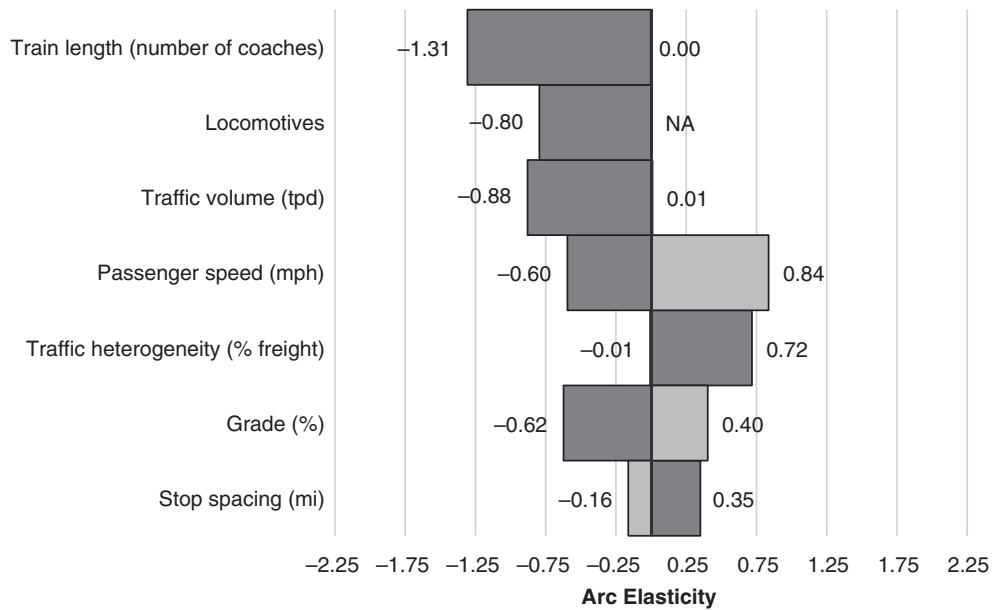 Train length (number of coaches) –1.31 0.00
Locomotives –0.80 NA
Traffic volume (tpd) –0.88 0.01
Passenger speed (mph) –0.60 0.84
Traffic heterogeneity (% freight) –0.01 0.72
Grade (%) –0.62 0.40
Stop spacing (mi) –0.16 0.35
–2.25 –1.75 –1.25 –0.75 –0.25 0.25 0.75 1.25 1.75 2.25
Arc Elasticity